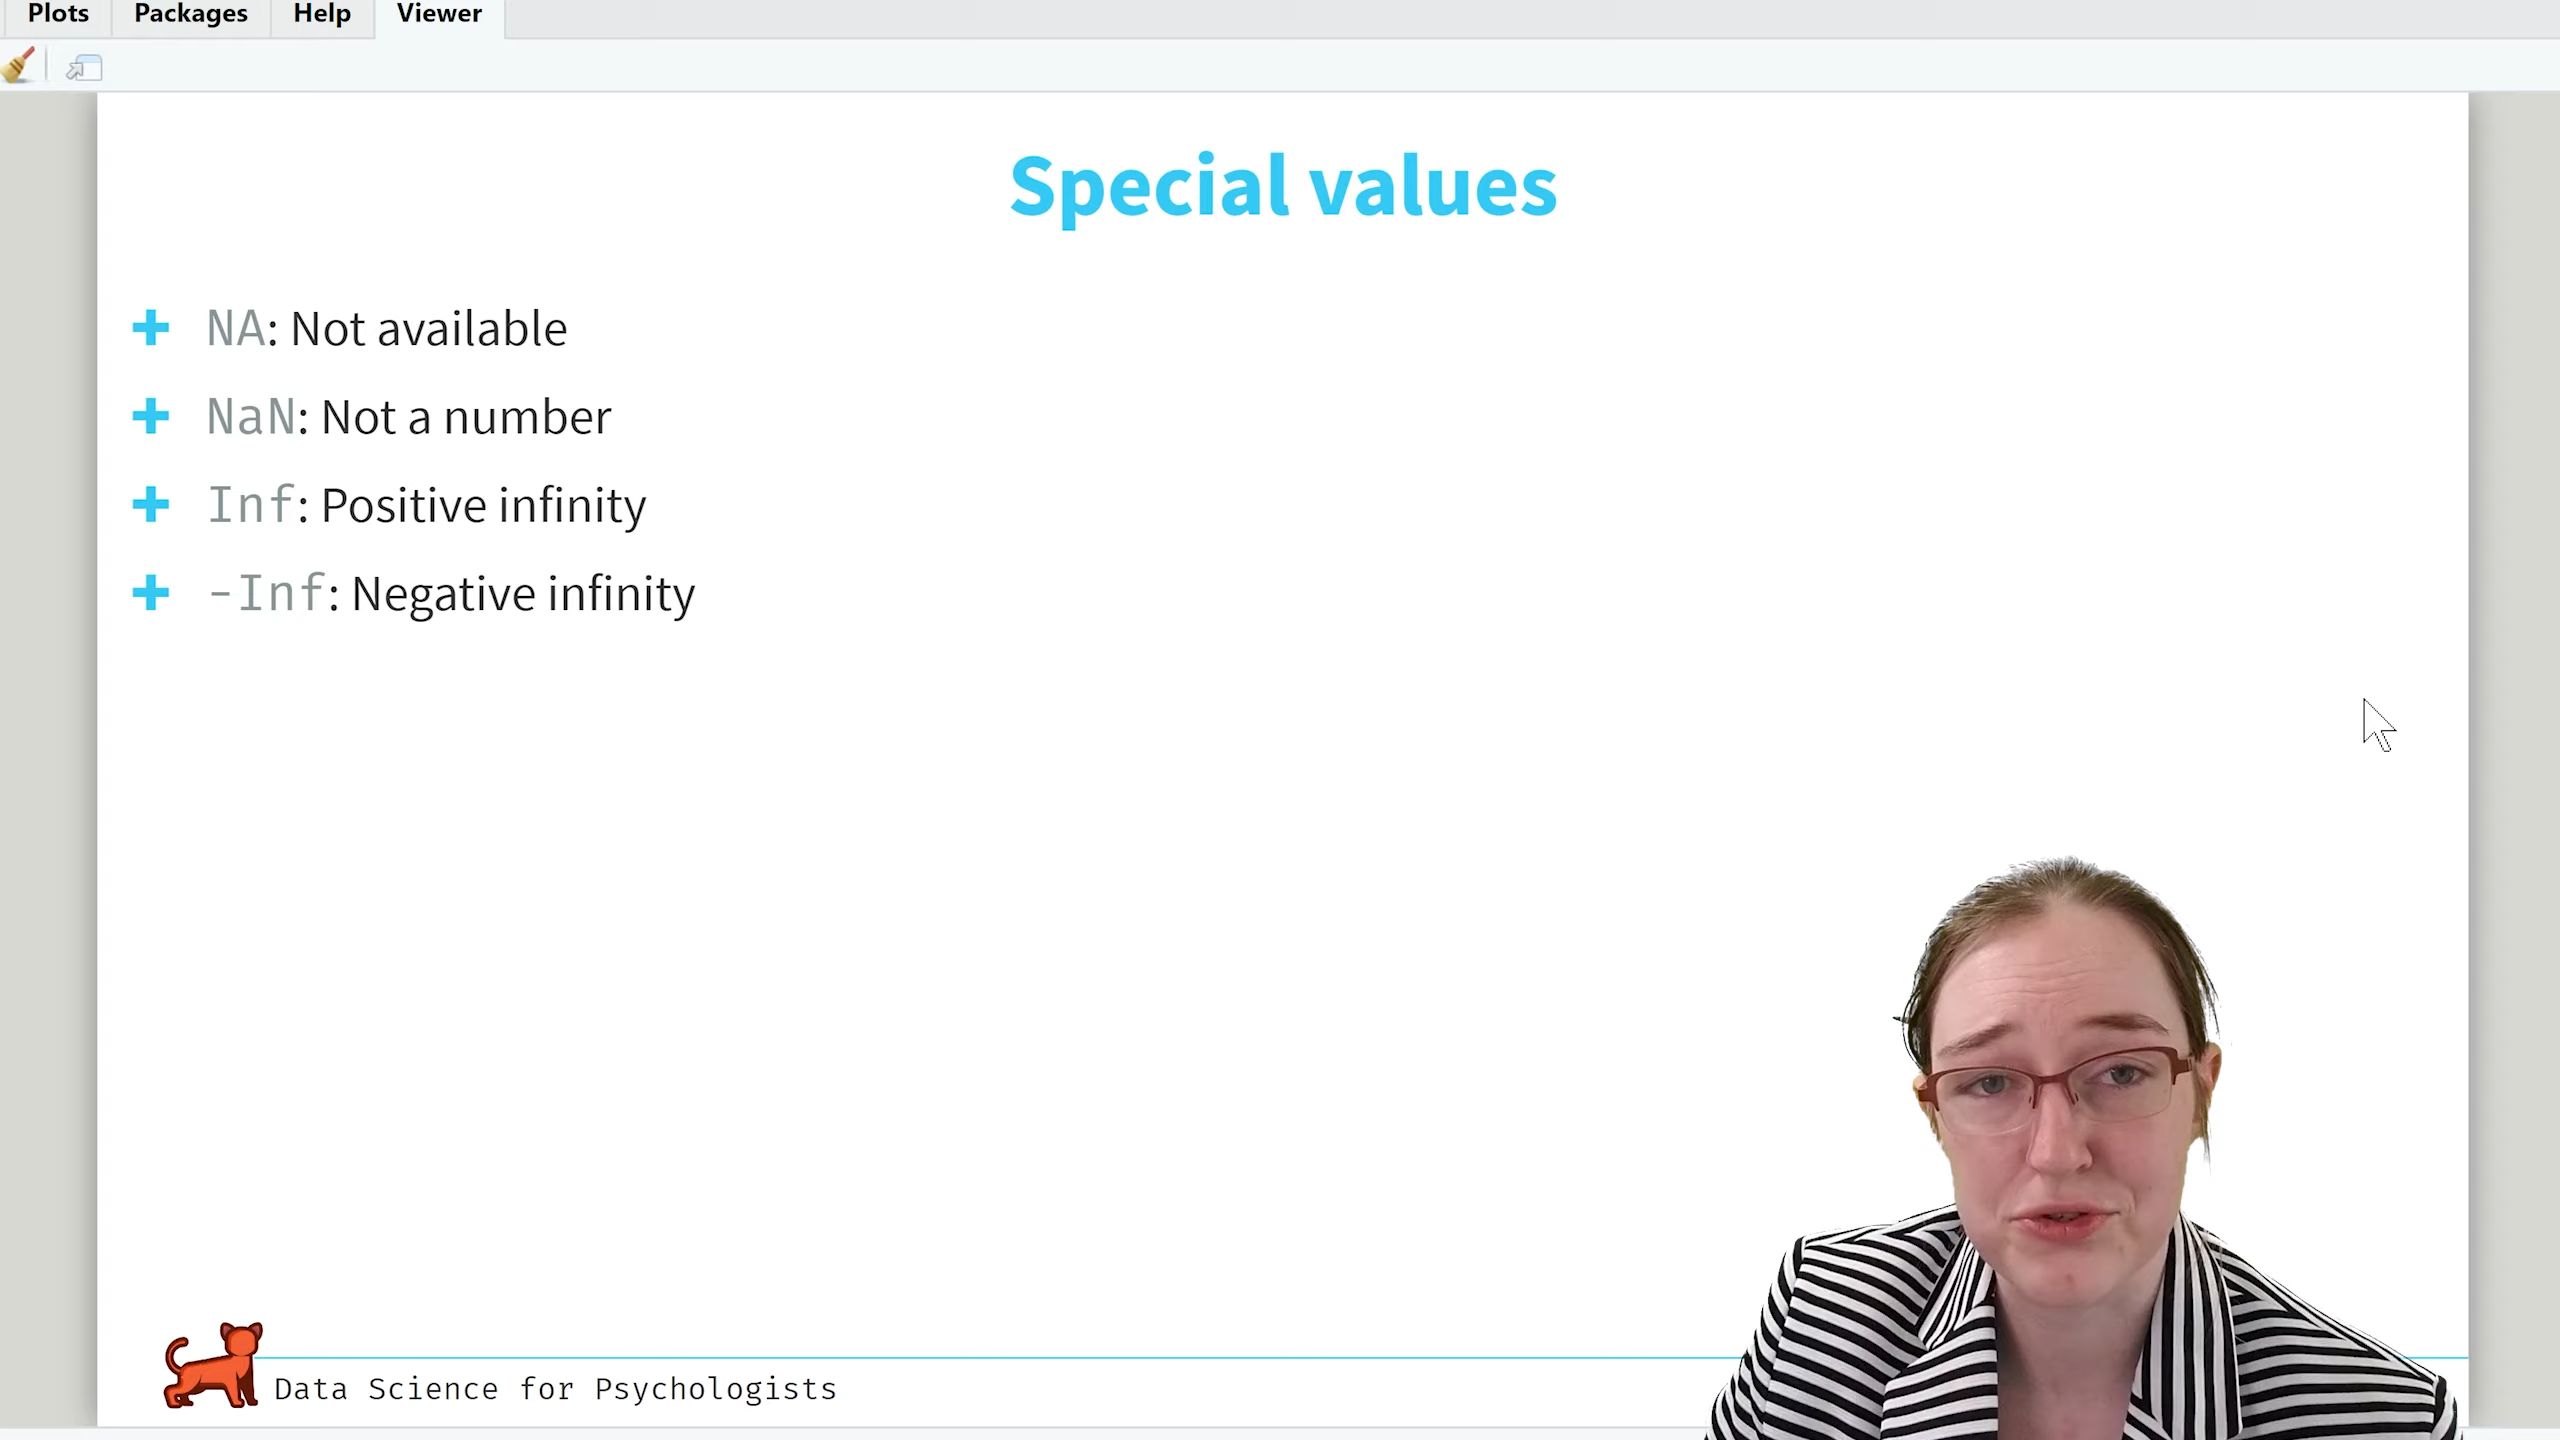 Plots Packages Help Viewer
Special values
NA: Not available
NaN: Not a number
Inf: Positive infinity
-Inf: Negative infinity
Data Science for Psychologists